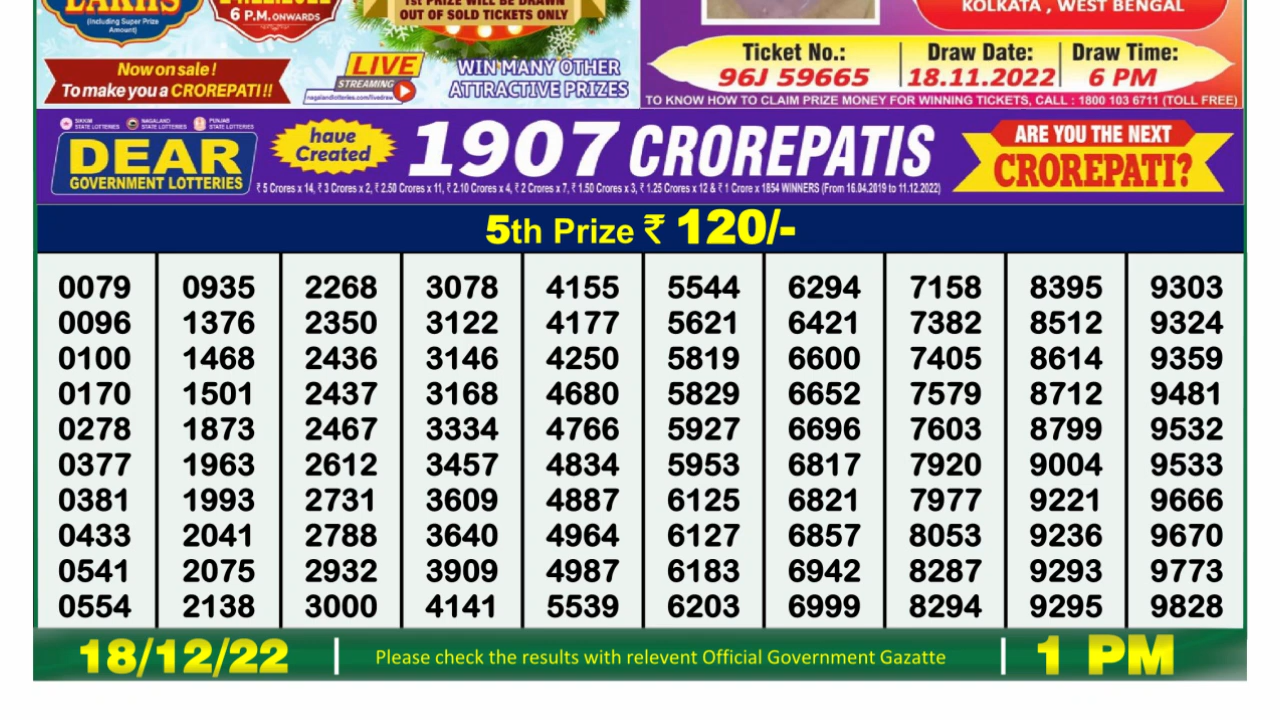 LAKHS
(Including Super Prize
Amount)
6 P.M. ONWARDS
1st PRIZE WILL BE DRAWN
OUT OF SOLD TICKETS ONLY
Now on sale !
To make you a CROREPATI !!
LIVE
STREAMING
nagalandlotteries.com/livedraw
WIN MANY OTHER
ATTRACTIVE PRIZES
KOLKATA , WEST BENGAL
Ticket No.: Draw Date: Draw Time:
96J 59665 18.11.2022 6 PM
TO KNOW HOW TO CLAIM PRIZE MONEY FOR WINNING TICKETS, CALL : 1800 103 6711 (TOLL FREE)
SIKKIM STATE LOTTERIES NAGALAND STATE LOTTERIES PUNJAB STATE LOTTERIES
DEAR
GOVERNMENT LOTTERIES
have
Created
1907 CROREPATIS
₹ 5 Crores x 14, ₹ 3 Crores x 2, ₹ 2.50 Crores x 11, ₹ 2.10 Crores x 4, ₹ 2 Crores x 7, ₹ 1.50 Crores x 3, ₹ 1.25 Crores x 12 & ₹ 1 Crore x 1854 WINNERS (From 16.04.2019 to 11.12.2022)
ARE YOU THE NEXT
CROREPATI?
5th Prize ₹ 120/-
0079 0935 2268 3078 4155 5544 6294 7158 8395 9303
0096 1376 2350 3122 4177 5621 6421 7382 8512 9324
0100 1468 2436 3146 4250 5819 6600 7405 8614 9359
0170 1501 2437 3168 4680 5829 6652 7579 8712 9481
0278 1873 2467 3334 4766 5927 6696 7603 8799 9532
0377 1963 2612 3457 4834 5953 6817 7920 9004 9533
0381 1993 2731 3609 4887 6125 6821 7977 9221 9666
0433 2041 2788 3640 4964 6127 6857 8053 9236 9670
0541 2075 2932 3909 4987 6183 6942 8287 9293 9773
0554 2138 3000 4141 5539 6203 6999 8294 9295 9828
18/12/22 Please check the results with relevent Official Government Gazatte 1 PM